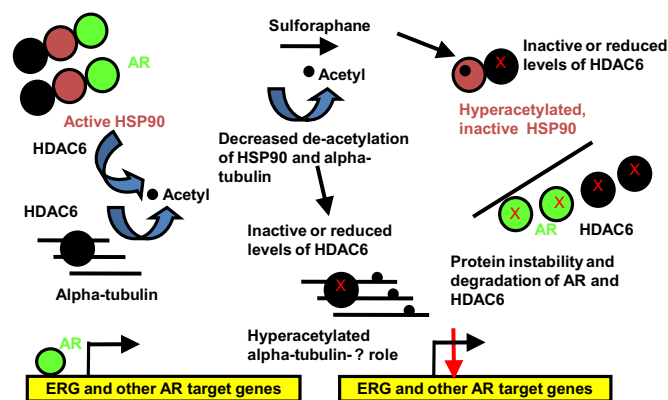 AR
Active HSP90
HDAC6
Acetyl
HDAC6
Alpha-tubulin
AR
ERG and other AR target genes
Sulforaphane
Acetyl
Decreased de-acetylation
of HSP90 and alpha-
tubulin
Inactive or reduced
levels of HDAC6
X
Hyperacetylated
alpha-tubulin- ? role
X
Inactive or reduced
levels of HDAC6
Hyperacetylated,
inactive HSP90
X
X
X
X
AR
HDAC6
Protein instability and
degradation of AR and
HDAC6
ERG and other AR target genes